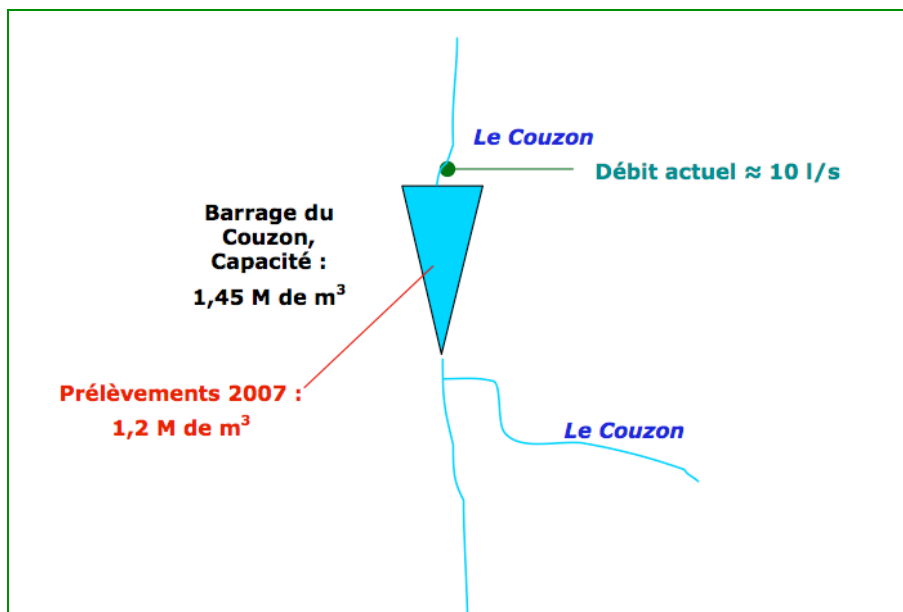 Le Couzon
Débit actuel ≈ 10 l/s
Barrage du
Couzon,
Capacité :
1,45 M de m³
Prélèvements 2007 :
1,2 M de m³
Le Couzon